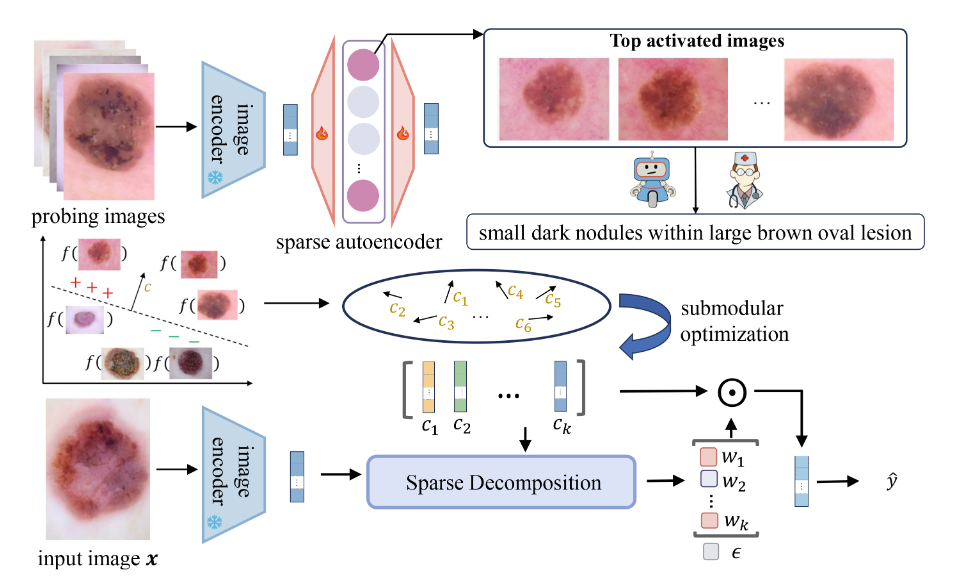 Top activated images
image encoder
...
...
...
...
probing images
sparse autoencoder
small dark nodules within large brown oval lesion
f( )
f( )
+ + +
c
f( )
f( )
− − −
f( ) f( )
c₁ c₂ c₃ c₄ c₅ c₆ ...
submodular
optimization
[ ... ]
c₁ c₂ cₖ
⊙
image encoder
Sparse Decomposition
w₁
w₂
⋮
wₖ
ϵ
ŷ
input image x